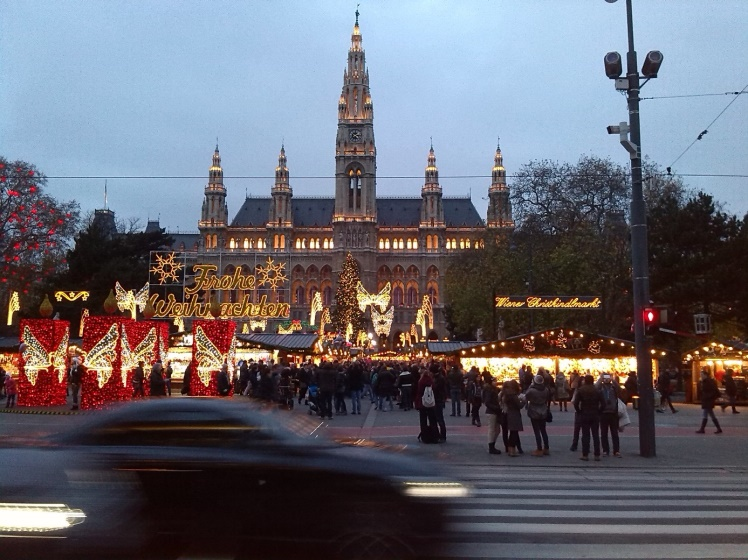 Frohe
Weihnachten
Wiener Christkindlmarkt